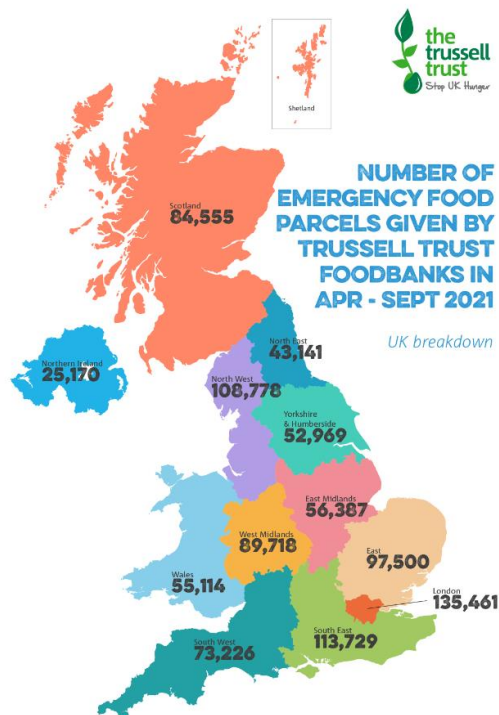 the
trussell
trust
Stop UK Hunger
Shetland
NUMBER OF
EMERGENCY FOOD
PARCELS GIVEN BY
TRUSSELL TRUST
FOODBANKS IN
APR - SEPT 2021
UK breakdown
Scotland
84,555
North East
43,141
Northern Ireland
25,170
North West
108,778
Yorkshire
& Humberside
52,969
East Midlands
56,387
West Midlands
89,718
East
97,500
Wales
55,114
London
135,461
South East
113,729
South West
73,226